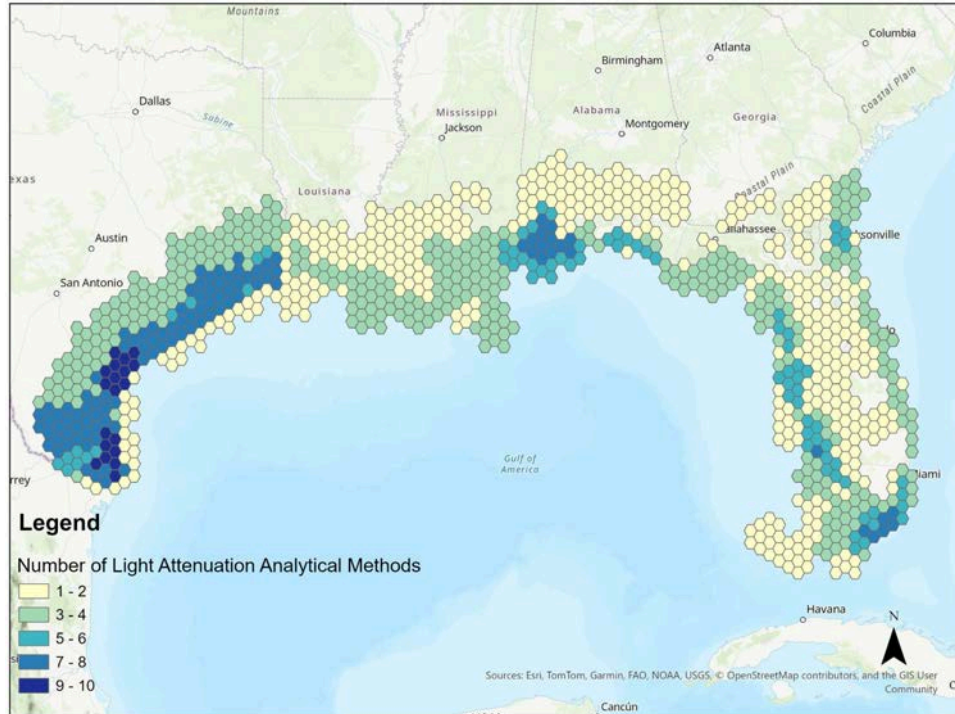 Mountains
Columbia
Atlanta
Birmingham
Dallas
Coastal Plain
Sabine
Mississippi
Alabama
Georgia
Jackson
Montgomery
exas
Louisiana
Coastal Plain
llahassee
ksonville
Austin
San Antonio
do
Gulf of
America
iami
rrey
Legend
Number of Light Attenuation Analytical Methods
1 - 2
3 - 4
5 - 6
7 - 8
9 - 10
Havana
N
Sources: Esri, TomTom, Garmin, FAO, NOAA, USGS, © OpenStreetMap contributors, and the GIS User
Community
Cancún